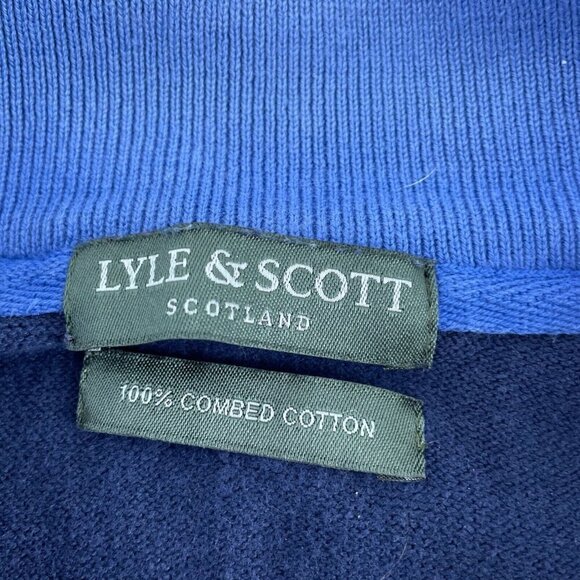 LYLE & SCOTT
SCOTLAND
100% COMBED COTTON